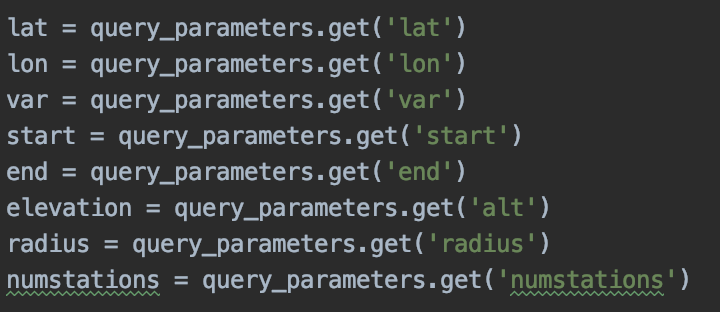 lat = query_parameters.get('lat')
lon = query_parameters.get('lon')
var = query_parameters.get('var')
start = query_parameters.get('start')
end = query_parameters.get('end')
elevation = query_parameters.get('alt')
radius = query_parameters.get('radius')
numstations = query_parameters.get('numstations')